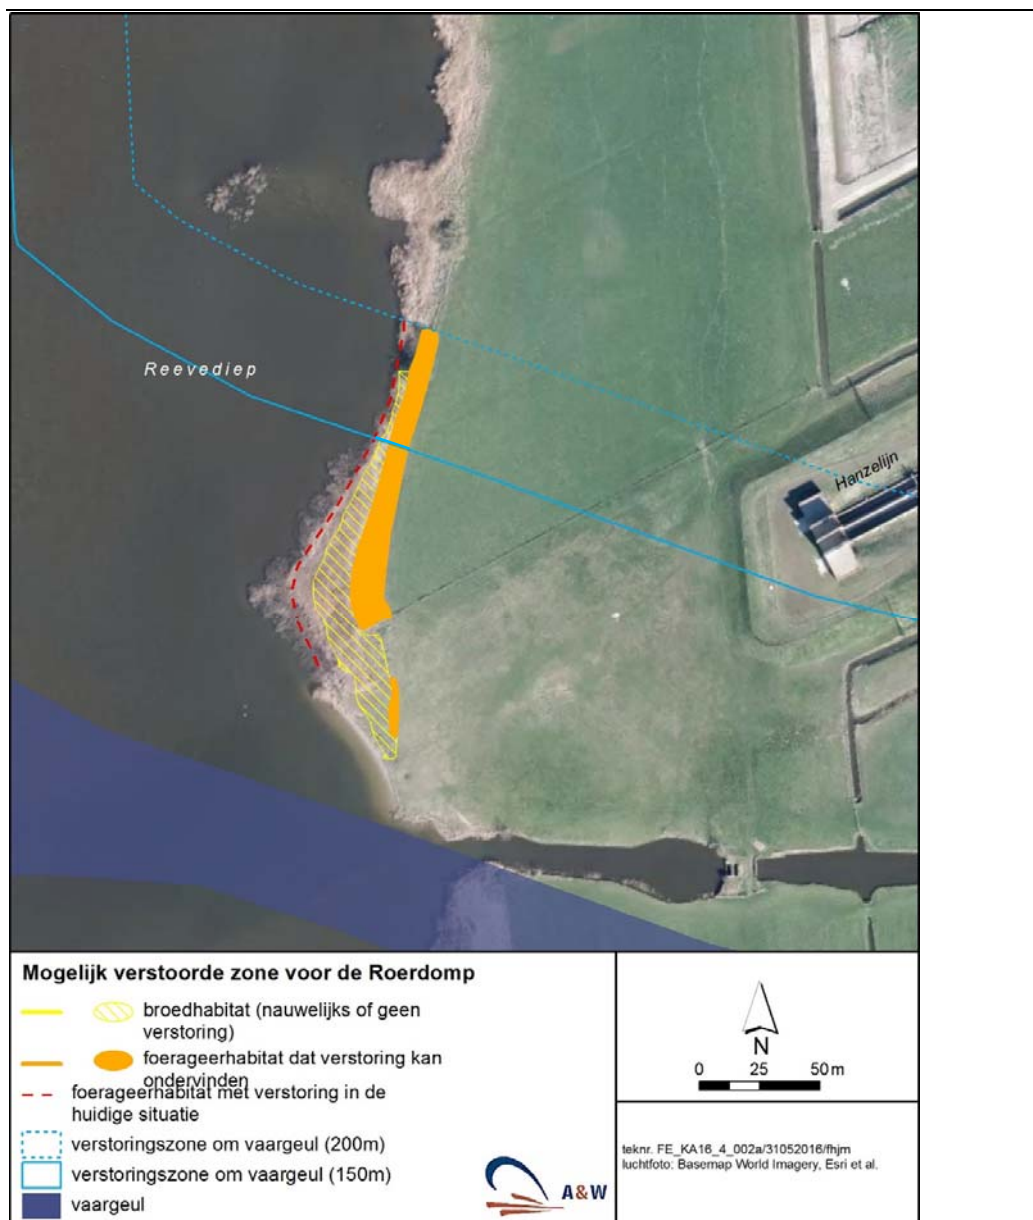 Reevediep
Hanzelijn
Mogelijk verstoorde zone voor de Roerdomp
broedhabitat (nauwelijks of geen
verstoring)
foerageerhabitat dat verstoring kan
ondervinden
foerageerhabitat met verstoring in de
huidige situatie
verstoringszone om vaargeul (200m)
verstoringszone om vaargeul (150m)
vaargeul
N
0 25 50 m
teknr. FE_KA16_4_002a/31052016/fhjm
luchtfoto: Basemap World Imagery, Esri et al.
A&W